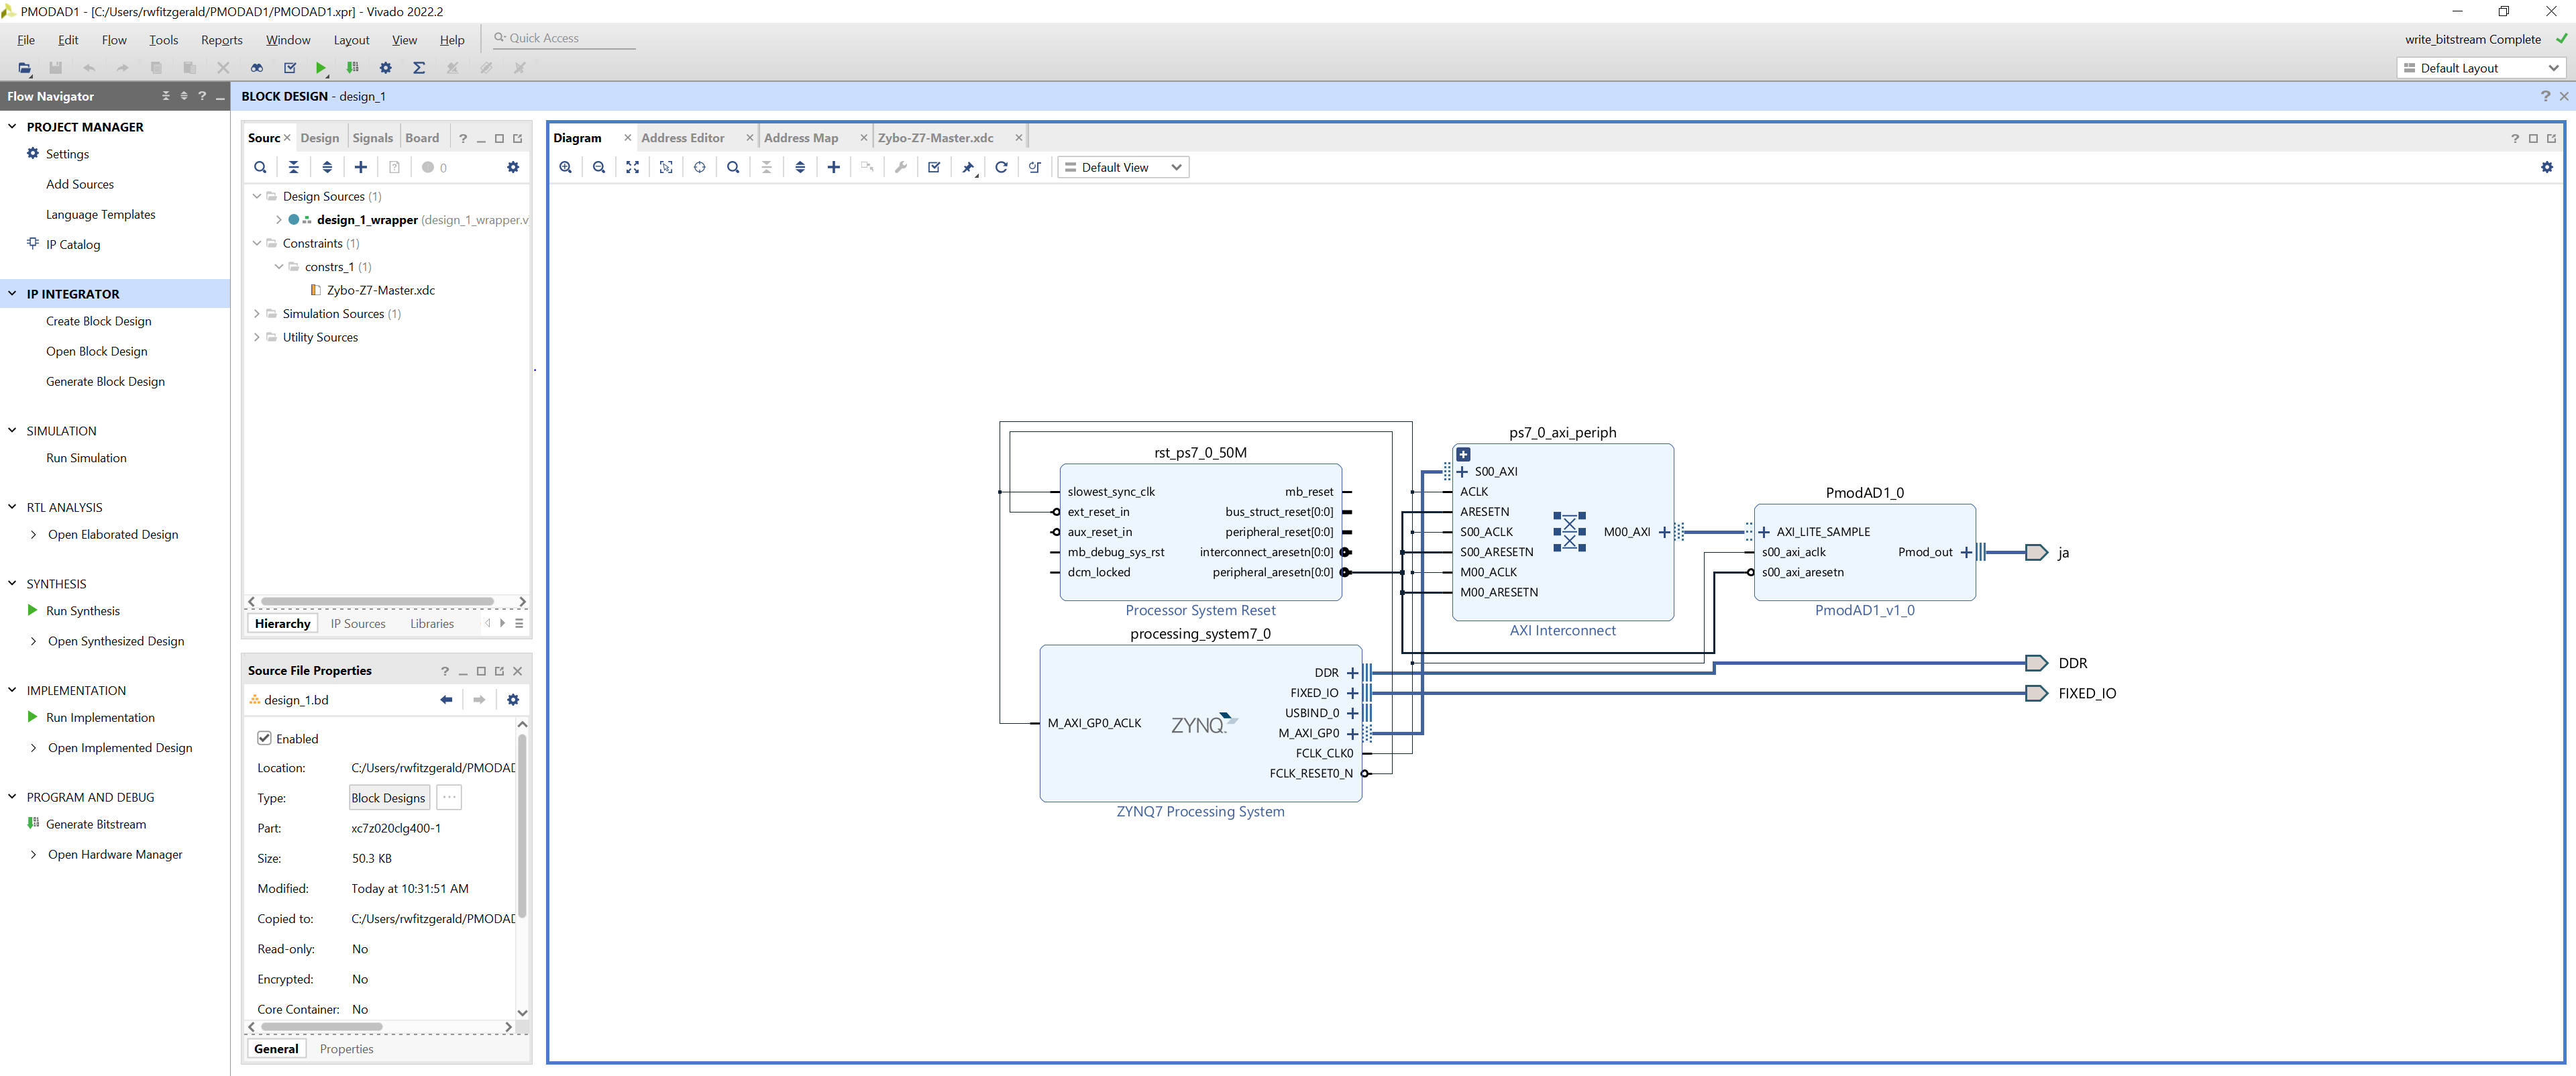 PMODAD1 - [C:/Users/rwfitzgerald/PMODAD1/PMODAD1.xpr] - Vivado 2022.2
File Edit Flow Tools Reports Window Layout View Help Quick Access
write_bitstream Complete
Default Layout
Flow Navigator
PROJECT MANAGER
Settings
Add Sources
Language Templates
IP Catalog
IP INTEGRATOR
Create Block Design
Open Block Design
Generate Block Design
SIMULATION
Run Simulation
RTL ANALYSIS
Open Elaborated Design
SYNTHESIS
Run Synthesis
Open Synthesized Design
IMPLEMENTATION
Run Implementation
Open Implemented Design
PROGRAM AND DEBUG
Generate Bitstream
Open Hardware Manager
BLOCK DESIGN - design_1
Sourc Design Signals Board
0
Design Sources (1)
design_1_wrapper (design_1_wrapper.v
Constraints (1)
constrs_1 (1)
Zybo-Z7-Master.xdc
Simulation Sources (1)
Utility Sources
Hierarchy IP Sources Libraries
Source File Properties
design_1.bd
Enabled
Location: C:/Users/rwfitzgerald/PMODAD
Type: Block Designs ...
Part: xc7z020clg400-1
Size: 50.3 KB
Modified: Today at 10:31:51 AM
Copied to: C:/Users/rwfitzgerald/PMODAD
Read-only: No
Encrypted: No
Core Container: No
General Properties
Diagram Address Editor Address Map Zybo-Z7-Master.xdc
Default View
rst_ps7_0_50M
slowest_sync_clk mb_reset
ext_reset_in bus_struct_reset[0:0]
aux_reset_in peripheral_reset[0:0]
mb_debug_sys_rst interconnect_aresetn[0:0]
dcm_locked peripheral_aresetn[0:0]
Processor System Reset
processing_system7_0
DDR
FIXED_IO
USBIND_0
M_AXI_GP0_ACLK ZYNQ M_AXI_GP0
FCLK_CLK0
FCLK_RESET0_N
ZYNQ7 Processing System
ps7_0_axi_periph
S00_AXI
ACLK
ARESETN
S00_ACLK M00_AXI
S00_ARESETN
M00_ACLK
M00_ARESETN
AXI Interconnect
PmodAD1_0
AXI_LITE_SAMPLE
s00_axi_aclk Pmod_out
s00_axi_aresetn
PmodAD1_v1_0
ja
DDR
FIXED_IO